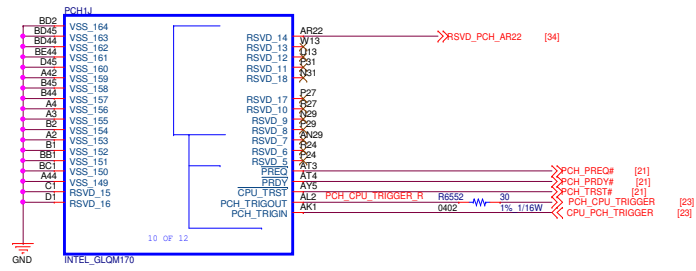 PCH1J
BD2 VSS_164
BD45 VSS_163 RSVD_14 AR22 RSVD_PCH_AR22 [34]
BD44 VSS_162 RSVD_13 W13
BE44 VSS_161 RSVD_12 U13
D45 VSS_160 RSVD_11 P31
A42 VSS_159 RSVD_18 N31
B45 VSS_158
B44 VSS_157 RSVD_17 P27
A4 VSS_156 RSVD_10 R27
A3 VSS_155 RSVD_9 N29
B2 VSS_154 RSVD_8 P29
A2 VSS_153 RSVD_7 AN29
B1 VSS_152 RSVD_6 R24
BB1 VSS_151 RSVD_5 P24
BC1 VSS_150 PREQ AT3 PCH_PREQ# [21]
A44 VSS_149 PRDY AT4 PCH_PRDY# [21]
C1 RSVD_15 CPU_TRST AY5 PCH_TRST# [21]
D1 RSVD_16 PCH_TRIGOUT AL2 PCH_CPU_TRIGGER_R R6552 30 PCH_CPU_TRIGGER [23]
PCH_TRIGIN AK1 0402 1% 1/16W CPU_PCH_TRIGGER [23]
10 OF 12
GND
INTEL_GLQM170